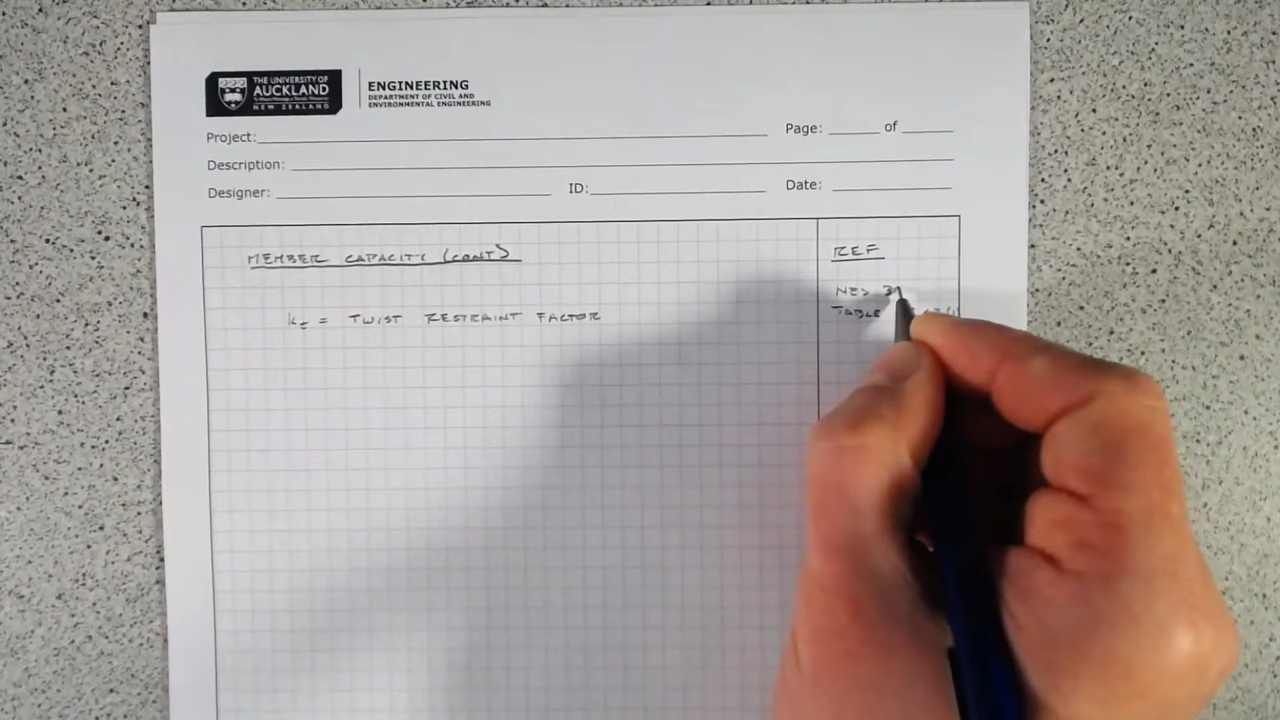 THE UNIVERSITY OF
AUCKLAND
NEW ZEALAND
ENGINEERING
DEPARTMENT OF CIVIL AND
ENVIRONMENTAL ENGINEERING
Project:
Page: of
Description:
Designer: ID: Date:
MEMBER CAPACITY (CONT)
REF
kt = TWIST RESTRAINT FACTOR
TABLE